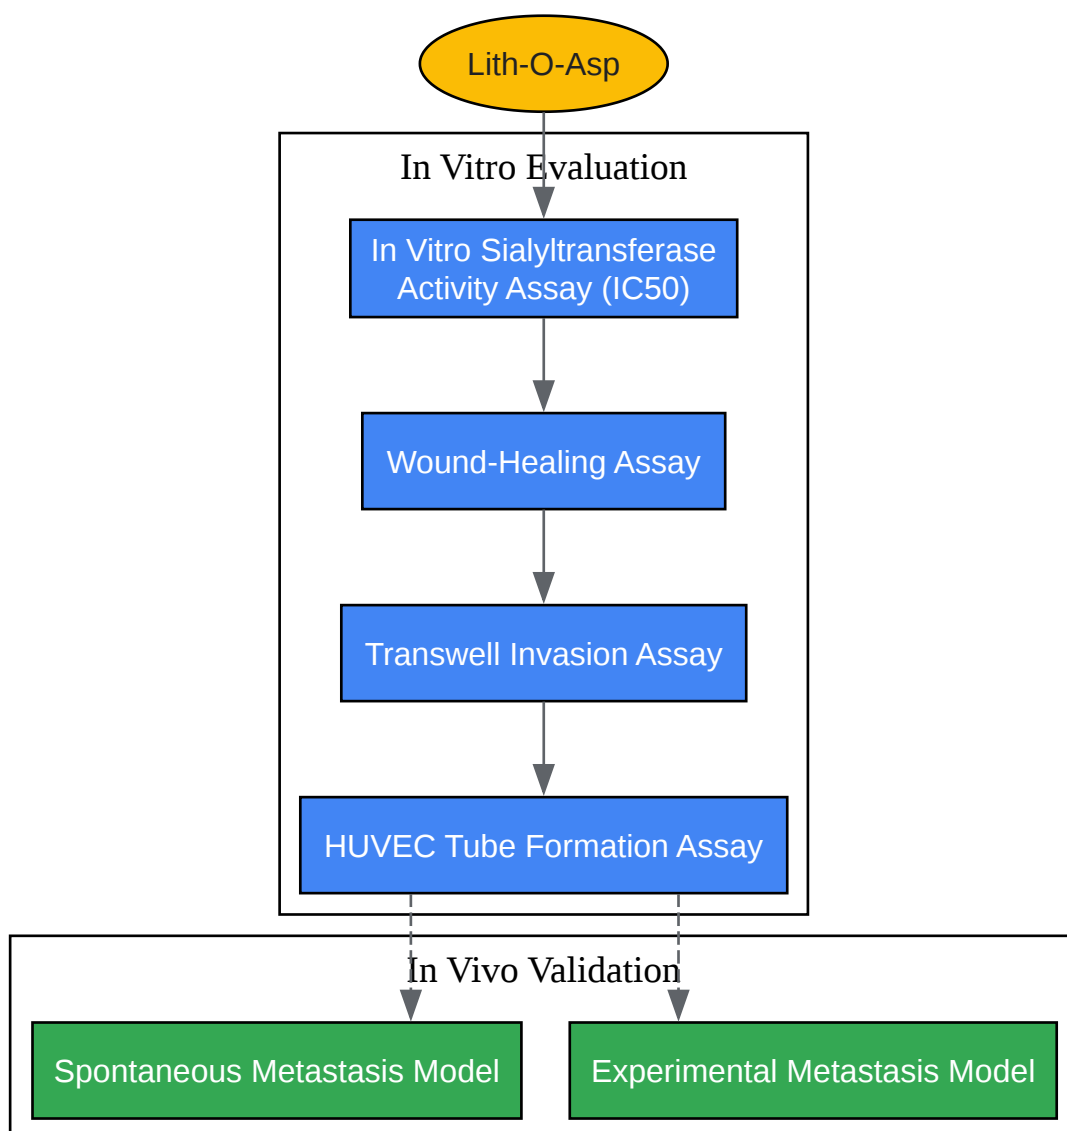 Lith-O-Asp
In Vitro Evaluation
In Vitro Sialyltransferase
Activity Assay (IC50)
Wound-Healing Assay
Transwell Invasion Assay
HUVEC Tube Formation Assay
In Vivo Validation
Spontaneous Metastasis Model
Experimental Metastasis Model